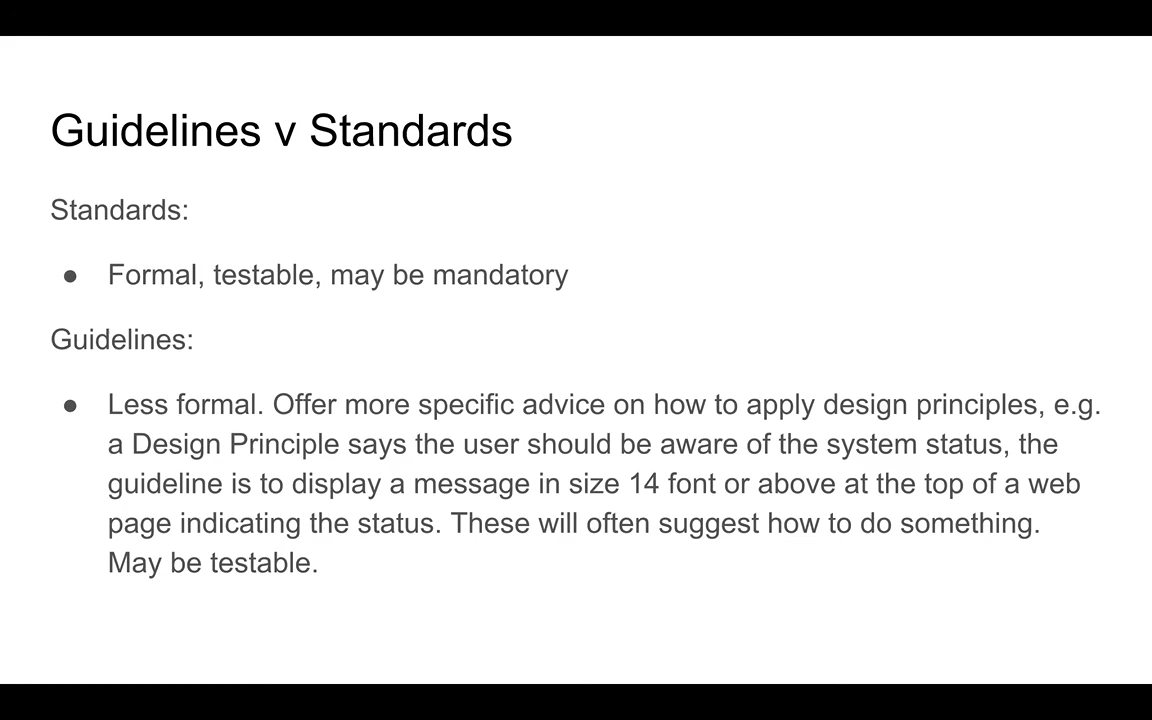 Guidelines v Standards
Standards:
● Formal, testable, may be mandatory
Guidelines:
● Less formal. Offer more specific advice on how to apply design principles, e.g.
a Design Principle says the user should be aware of the system status, the
guideline is to display a message in size 14 font or above at the top of a web
page indicating the status. These will often suggest how to do something.
May be testable.